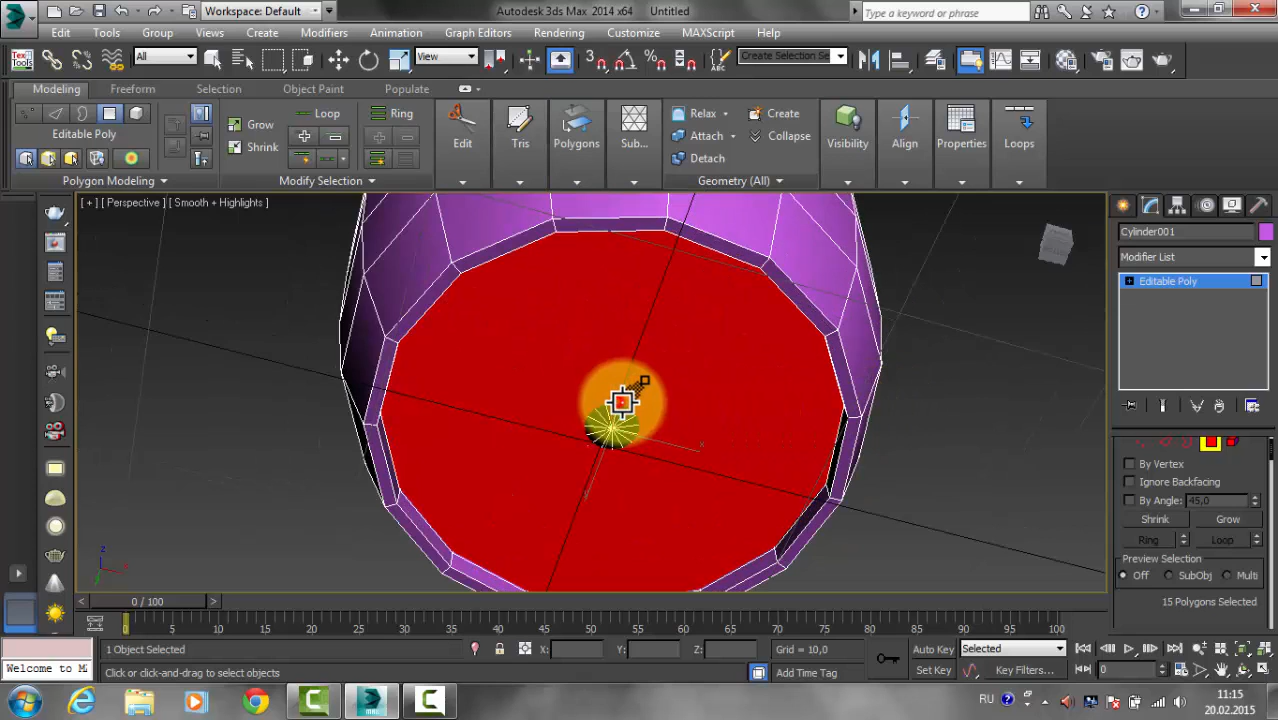 Workspace: Default
Autodesk 3ds Max 2014 x64 Untitled
Type a keyword or phrase
Edit Tools Group Views Create Modifiers Animation Graph Editors Rendering Customize MAXScript Help
All View Create Selection Se
Modeling Freeform Selection Object Paint Populate
Loop Ring Relax Create
Grow
Editable Poly Edit Tris Polygons Sub... Attach Collapse Visibility Align Properties Loops
Shrink
Detach
Polygon Modeling Modify Selection Geometry (All)
[ + ] [ Perspective ] [ Smooth + Highlights ]
x
z
Cylinder001
Modifier List
Editable Poly
By Vertex
Ignore Backfacing
By Angle: 45,0
Shrink Grow
Ring Loop
Preview Selection
Off SubObj Multi
15 Polygons Selected
0 / 100
0 5 10 15 20 25 30 35 40 45 50 55 60 65 70 75 80 85 90 95 100
1 Object Selected X: Y: Z: Grid = 10,0 Auto Key Selected
Welcome to M Click or click-and-drag to select objects Add Time Tag Set Key Key Filters... 0
RU 11:15
20.02.2015